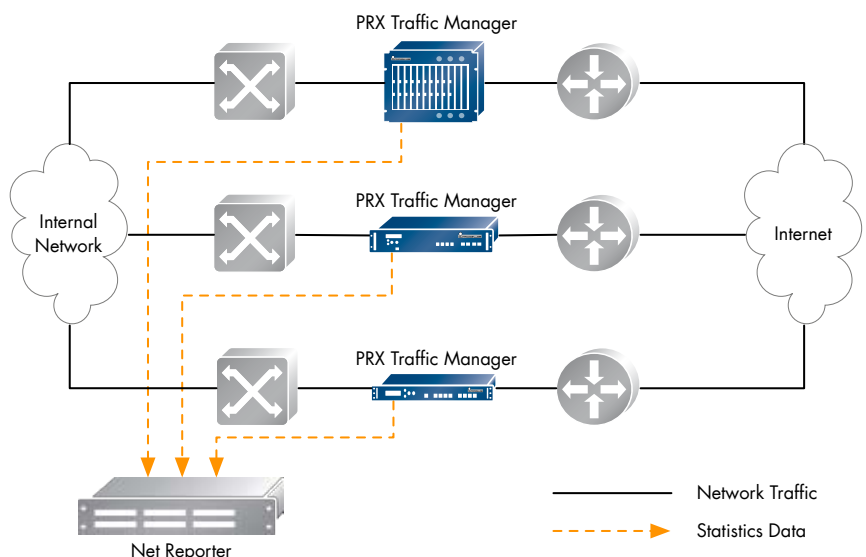 PRX Traffic Manager
PRX Traffic Manager
Internal
Network
Internet
PRX Traffic Manager
Network Traffic
Statistics Data
Net Reporter